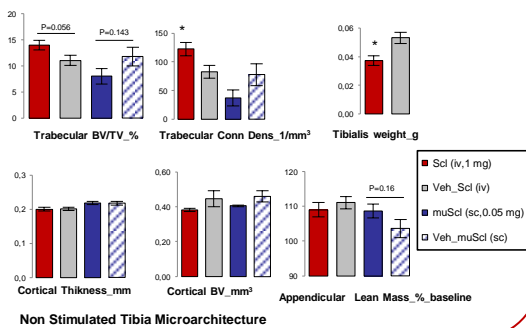 P=0.056
P=0.143
20
15
10
5
0
Trabecular BV/TV_%
*
150
100
50
0
Trabecular Conn Dens_1/mm³
*
0,06
0,04
0,02
0,00
Tibialis weight_g
0,3
0,2
0,1
0,0
Cortical Thikness_mm
0,60
0,40
0,20
0,00
Cortical BV_mm³
P=0.16
120
110
100
90
Appendicular Lean Mass_%_baseline
Scl (iv,1 mg)
Veh_Scl (iv)
muScl (sc,0.05 mg)
Veh_muScl (sc)
Non Stimulated Tibia Microarchitecture